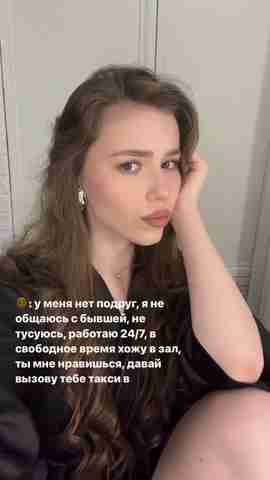 : у меня нет подруг, я не
общаюсь с бывшей, не
тусуюсь, работаю 24/7, в
свободное время хожу в зал,
ты мне нравишься, давай
вызову тебе такси в